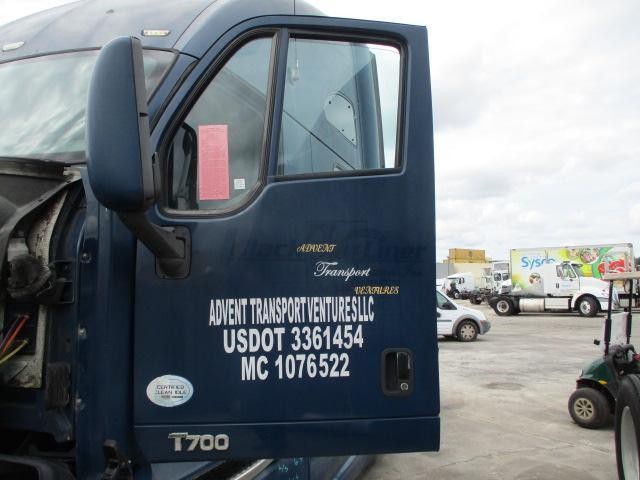 ADVENT
Transport
VENTURES
ADVENT TRANSPORT VENTURES LLC
USDOT 3361454
MC 1076522
CERTIFIED
CLEAN IDLE
T700
Sysco